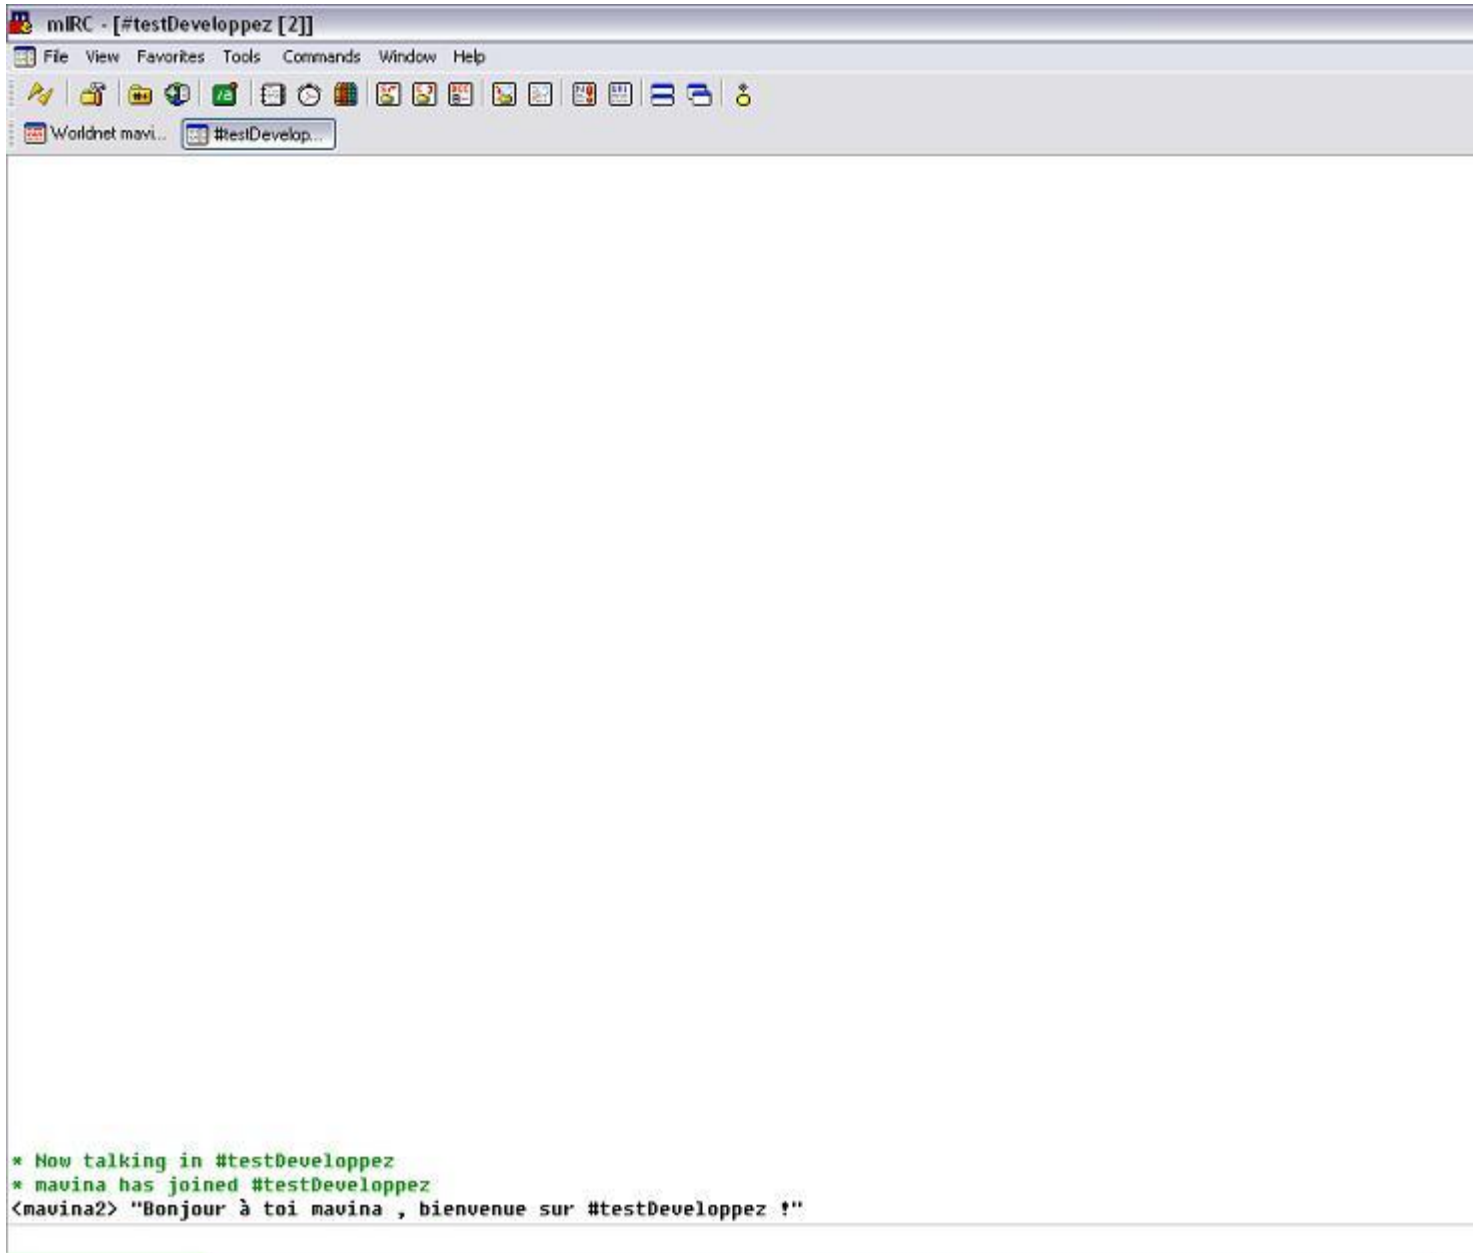 mIRC - [#testDeveloppez [2]]
File View Favorites Tools Commands Window Help
Worldnet mavi... #testDevelop...
* Now talking in #testDeveloppez
* mavina has joined #testDeveloppez
<mavina2> "Bonjour à toi mavina , bienvenue sur #testDeveloppez !"